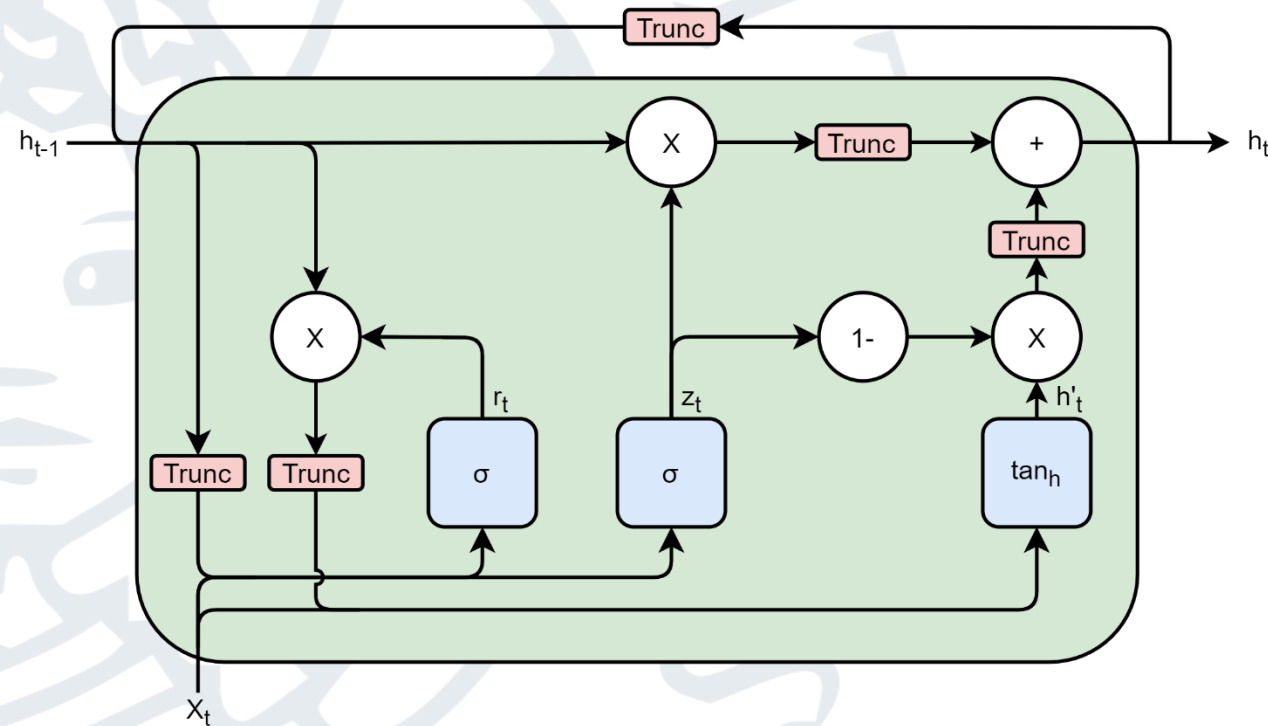 Trunc
h_{t-1}
X
Trunc
+
h_t
Trunc
X
1-
X
r_t
z_t
h'_t
Trunc
Trunc
σ
σ
tan_h
X_t